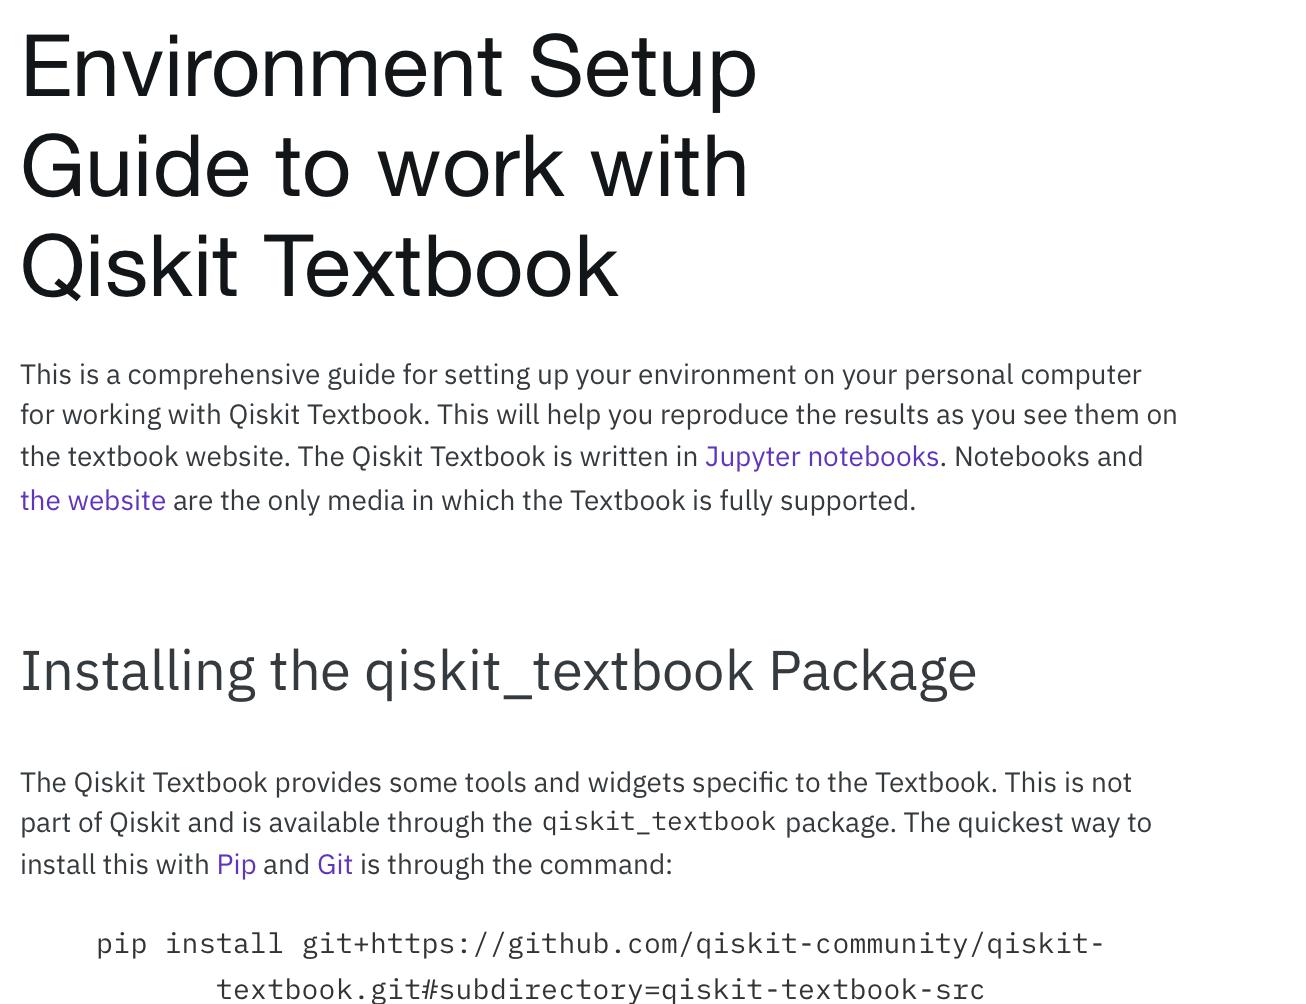 Environment Setup
Guide to work with
Qiskit Textbook
This is a comprehensive guide for setting up your environment on your personal computer
for working with Qiskit Textbook. This will help you reproduce the results as you see them on
the textbook website. The Qiskit Textbook is written in Jupyter notebooks. Notebooks and
the website are the only media in which the Textbook is fully supported.
Installing the qiskit_textbook Package
The Qiskit Textbook provides some tools and widgets specific to the Textbook. This is not
part of Qiskit and is available through the qiskit_textbook package. The quickest way to
install this with Pip and Git is through the command:
pip install git+https://github.com/qiskit-community/qiskit-
textbook.git#subdirectory=qiskit-textbook-src